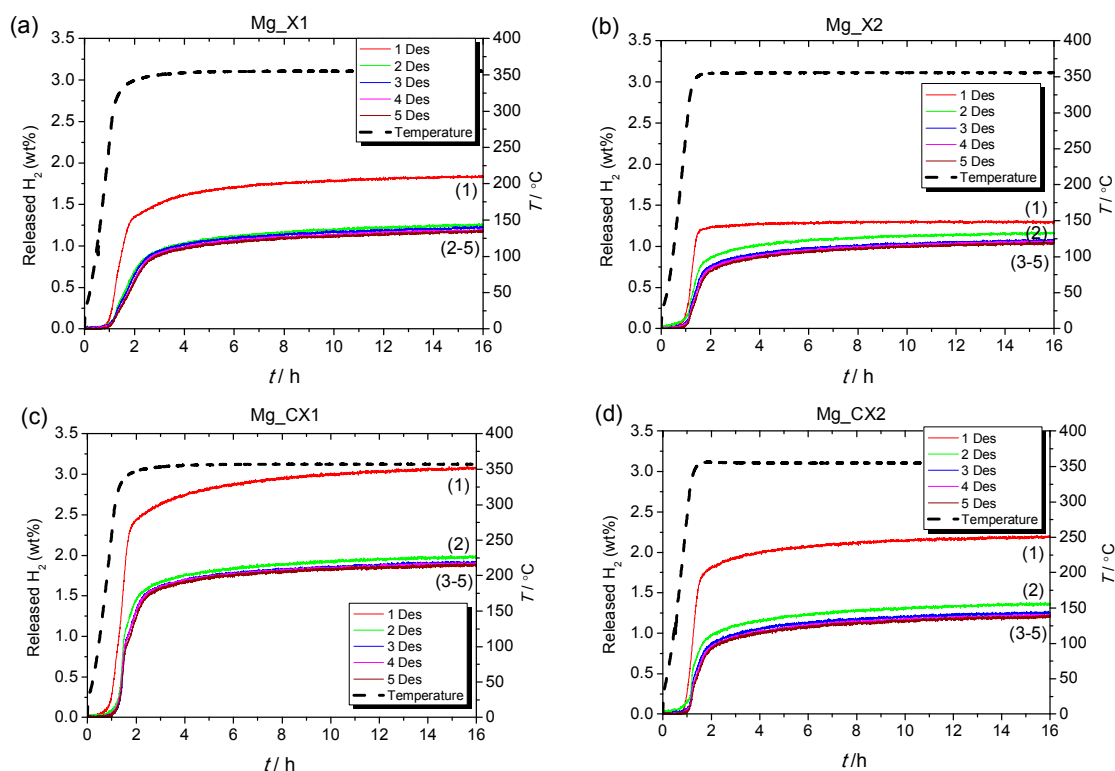 (a)
Mg_X1
3.5
3.0
2.5
2.0
1.5
1.0
0.5
0.0
Released H2 (wt%)
400
350
300
250
200
150
100
50
0
T / °C
1 Des
2 Des
3 Des
4 Des
5 Des
Temperature
(1)
(2-5)
0 2 4 6 8 10 12 14 16
t / h
(b)
Mg_X2
3.5
3.0
2.5
2.0
1.5
1.0
0.5
0.0
Released H2 (wt%)
400
350
300
250
200
150
100
50
0
T / °C
1 Des
2 Des
3 Des
4 Des
5 Des
Temperature
(1)
(2)
(3-5)
0 2 4 6 8 10 12 14 16
t / h
(c)
Mg_CX1
3.5
3.0
2.5
2.0
1.5
1.0
0.5
0.0
Released H2 (wt%)
400
350
300
250
200
150
100
50
0
T / °C
(1)
(2)
(3-5)
1 Des
2 Des
3 Des
4 Des
5 Des
Temperature
0 2 4 6 8 10 12 14 16
t / h
(d)
Mg_CX2
3.5
3.0
2.5
2.0
1.5
1.0
0.5
0.0
Released H2 (wt%)
400
350
300
250
200
150
100
50
0
T / °C
1 Des
2 Des
3 Des
4 Des
5 Des
Temperature
(1)
(2)
(3-5)
0 2 4 6 8 10 12 14 16
t /h